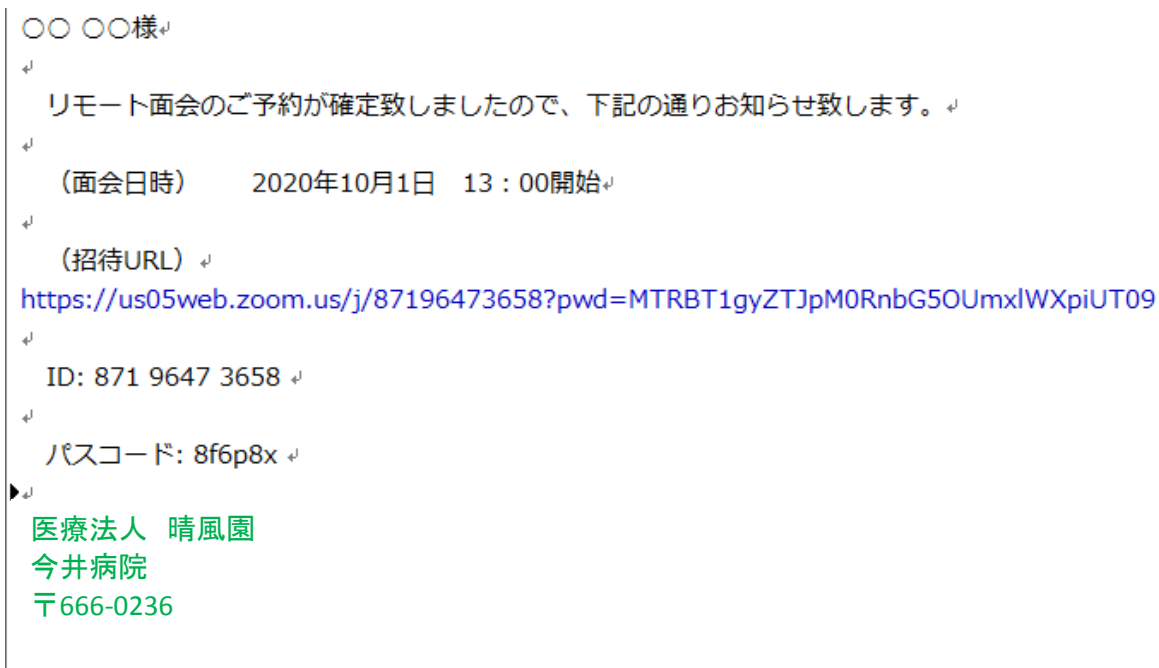 〇〇 〇〇様
リモート面会のご予約が確定致しましたので、下記の通りお知らせ致します。
（面会日時）　　2020年10月1日　13：00開始
（招待URL）
https://us05web.zoom.us/j/87196473658?pwd=MTRBT1gyZTJpM0RnbG5OUmxlWXpiUT09
ID: 871 9647 3658
パスコード: 8f6p8x
医療法人　晴風園
今井病院
〒666-0236